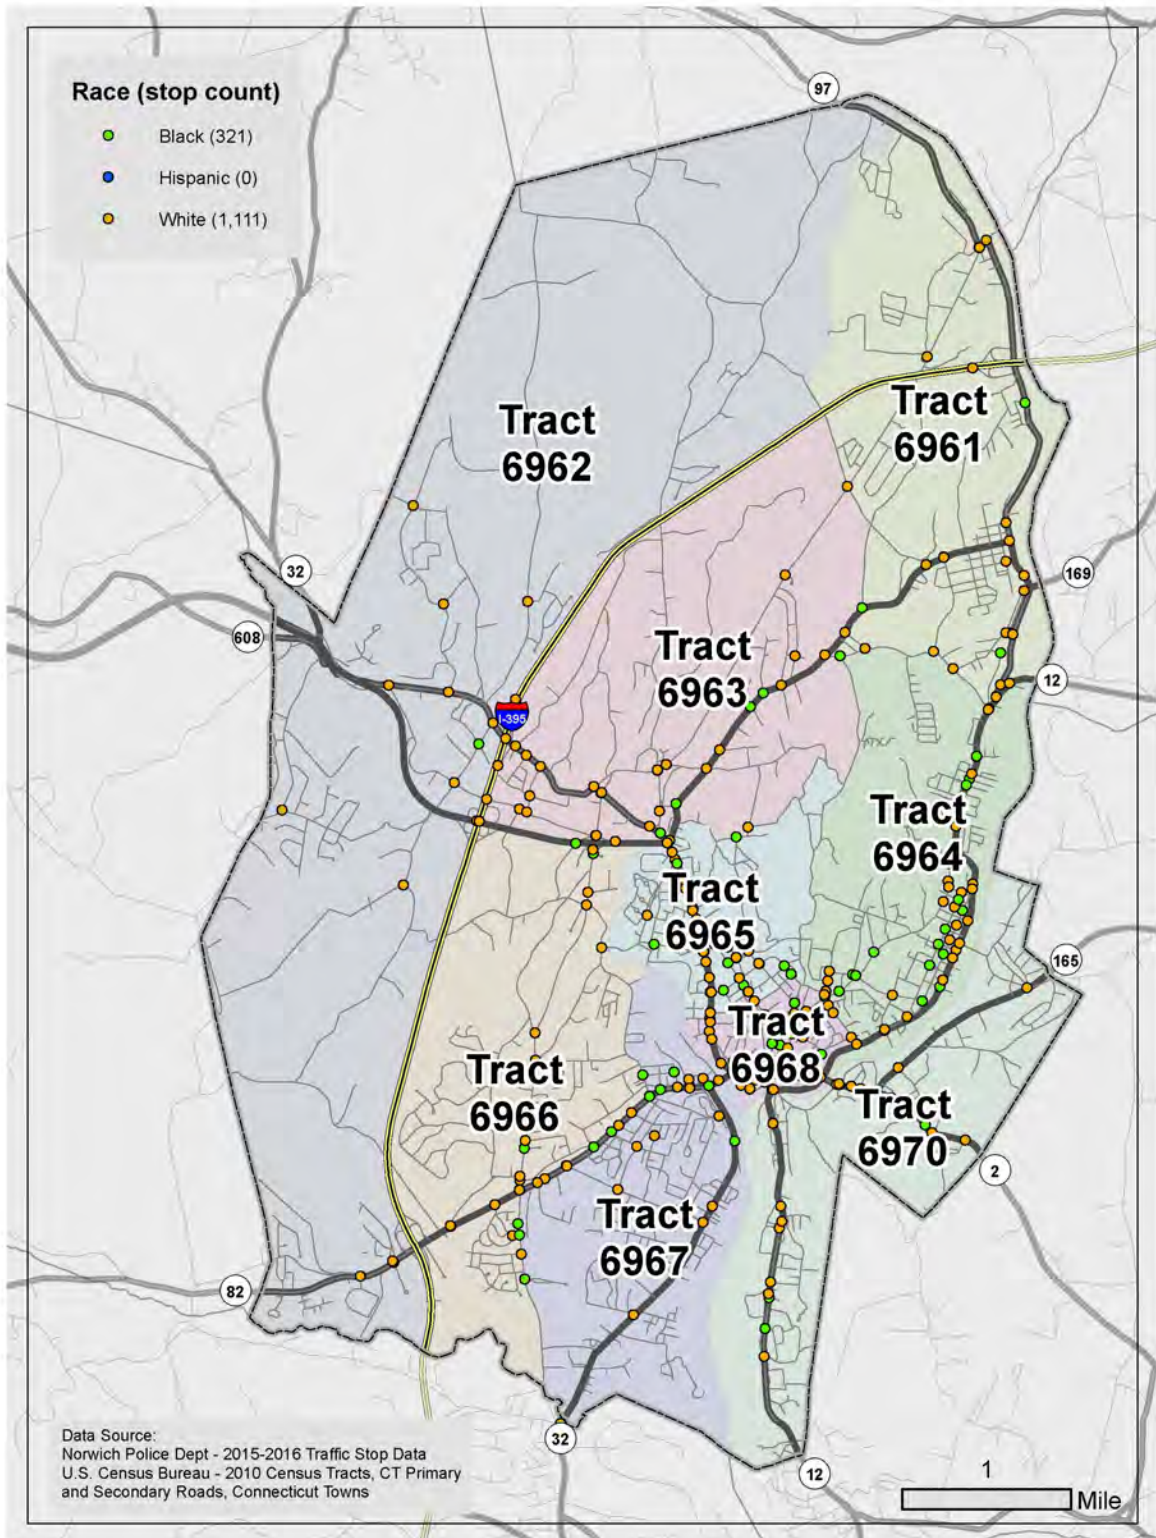 97
Race (stop count)
Black (321)
Hispanic (0)
White (1,111)
Tract
6962
Tract
6961
32
169
608
Tract
6963
12
I-395
Tract
6964
Tract
6965
165
Tract
6968
Tract
6966
Tract
6970
2
Tract
6967
82
32
12
Data Source:
Norwich Police Dept - 2015-2016 Traffic Stop Data
U.S. Census Bureau - 2010 Census Tracts, CT Primary
and Secondary Roads, Connecticut Towns
1
Mile